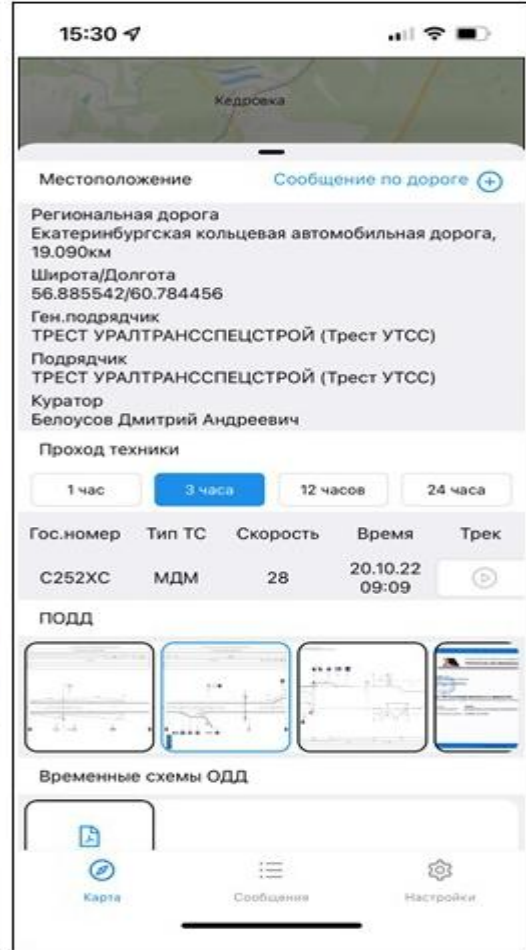 15:30
Кедровка
Местоположение Сообщение по дороге
Региональная дорога
Екатеринбургская кольцевая автомобильная дорога,
19.090км
Широта/Долгота
56.885542/60.784456
Ген.подрядчик
ТРЕСТ УРАЛТРАНССПЕЦСТРОЙ (Трест УТСС)
Подрядчик
ТРЕСТ УРАЛТРАНССПЕЦСТРОЙ (Трест УТСС)
Куратор
Белоусов Дмитрий Андреевич
Проход техники
1 час 3 часа 12 часов 24 часа
Гос.номер Тип ТС Скорость Время Трек
С252ХС МДМ 28 20.10.22
09:09
ПОДД
Временные схемы ОДД
Карта Сообщения Настройки